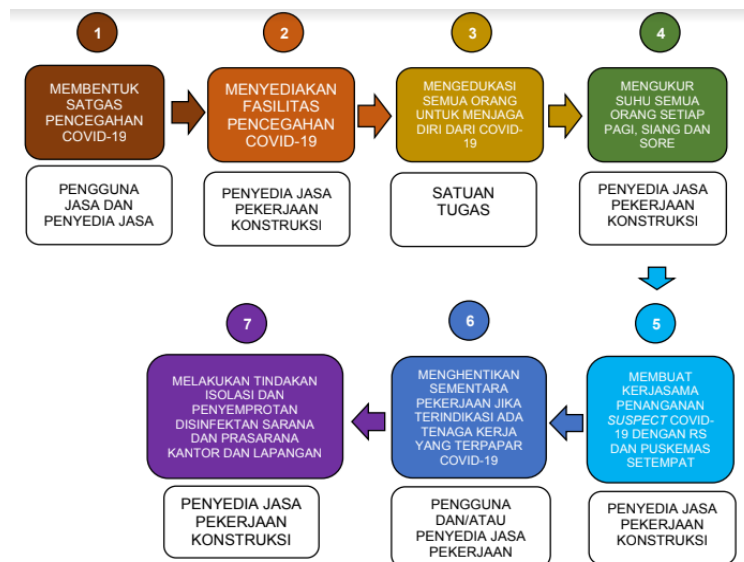 1
MEMBENTUK
SATGAS
PENCEGAHAN
COVID-19
PENGGUNA
JASA DAN
PENYEDIA JASA
2
MENYEDIAKAN
FASILITAS
PENCEGAHAN
COVID-19
PENYEDIA JASA
PEKERJAAN
KONSTRUKSI
3
MENGEDUKASI
SEMUA ORANG
UNTUK MENJAGA
DIRI DARI COVID-
19
SATUAN
TUGAS
4
MENGUKUR
SUHU SEMUA
ORANG SETIAP
PAGI, SIANG DAN
SORE
PENYEDIA JASA
PEKERJAAN
KONSTRUKSI
5
MEMBUAT
KERJASAMA
PENANGANAN
SUSPECT COVID-
19 DENGAN RS
DAN PUSKEMAS
SETEMPAT
PENYEDIA JASA
PEKERJAAN
KONSTRUKSI
6
MENGHENTIKAN
SEMENTARA
PEKERJAAN JIKA
TERINDIKASI ADA
TENAGA KERJA
YANG TERPAPAR
COVID-19
PENGGUNA
DAN/ATAU
PENYEDIA JASA
PEKERJAAN
7
MELAKUKAN TINDAKAN
ISOLASI DAN
PENYEMPROTAN
DISINFEKTAN SARANA
DAN PRASARANA
KANTOR DAN LAPANGAN
PENYEDIA JASA
PEKERJAAN
KONSTRUKSI